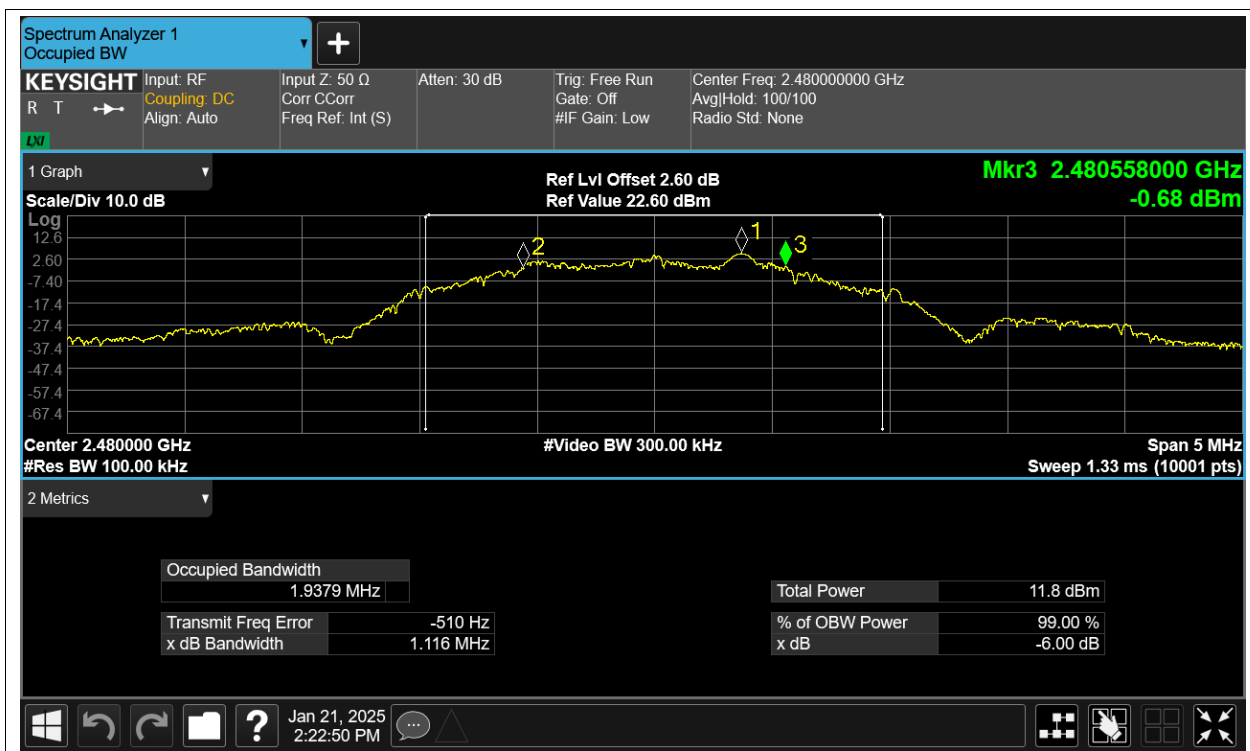 Spectrum Analyzer 1
Occupied BW
KEYSIGHT
R T
LXI
Input: RF
Coupling: DC
Align: Auto
Input Z: 50 Ω
Corr CCorr
Freq Ref: Int (S)
Atten: 30 dB
Trig: Free Run
Gate: Off
#IF Gain: Low
Center Freq: 2.480000000 GHz
Avg|Hold: 100/100
Radio Std: None
1 Graph
Scale/Div 10.0 dB
Ref Lvl Offset 2.60 dB
Ref Value 22.60 dBm
Mkr3 2.480558000 GHz
-0.68 dBm
Log
12.6
2.60
-7.40
-17.4
-27.4
-37.4
-47.4
-57.4
-67.4
2
1
3
Center 2.480000 GHz
#Res BW 100.00 kHz
#Video BW 300.00 kHz
Span 5 MHz
Sweep 1.33 ms (10001 pts)
2 Metrics
Occupied Bandwidth
1.9379 MHz
Transmit Freq Error -510 Hz
x dB Bandwidth 1.116 MHz
Total Power 11.8 dBm
% of OBW Power 99.00 %
x dB -6.00 dB
?
Jan 21, 2025
2:22:50 PM